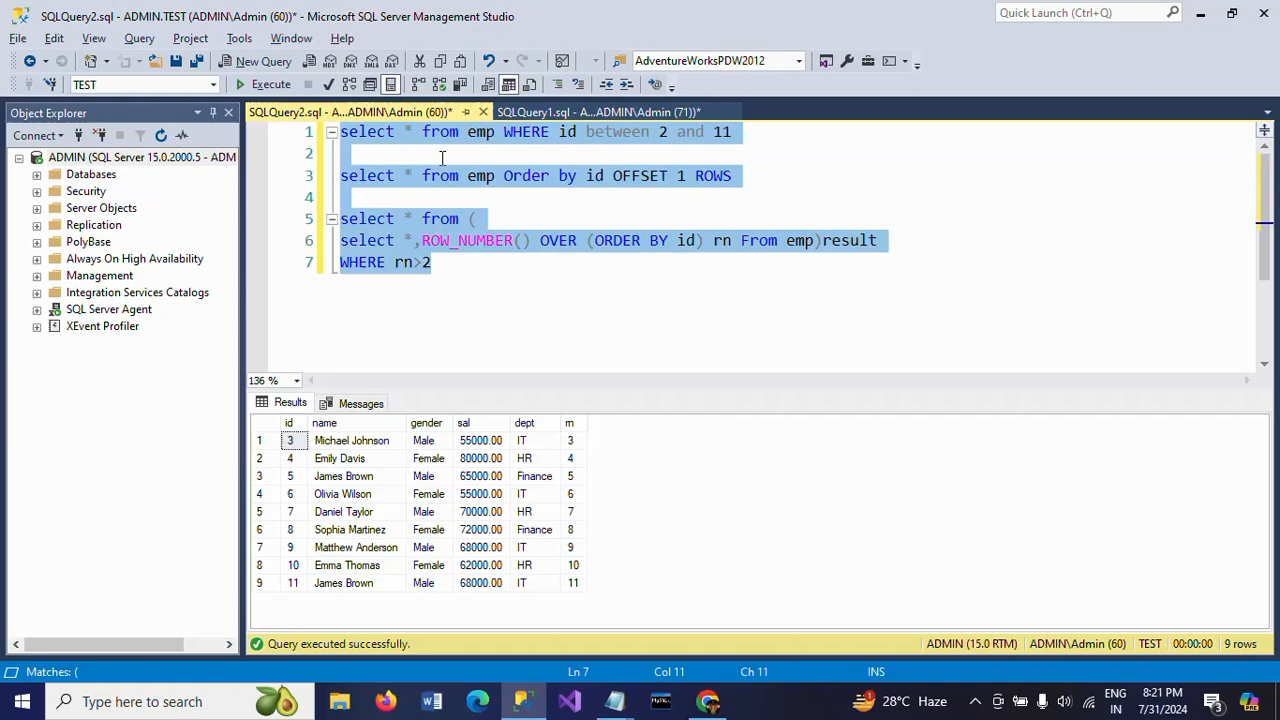 SQLQuery2.sql - ADMIN.TEST (ADMIN\Admin (60))* - Microsoft SQL Server Management Studio
Quick Launch (Ctrl+Q)
File Edit View Query Project Tools Window Help
New Query
AdventureWorksPDW2012
TEST
Execute
Object Explorer
SQLQuery2.sql - A...ADMIN\Admin (60))*
SQLQuery1.sql - A...ADMIN\Admin (71))*
Connect
ADMIN (SQL Server 15.0.2000.5 - ADM
Databases
Security
Server Objects
Replication
PolyBase
Always On High Availability
Management
Integration Services Catalogs
SQL Server Agent
XEvent Profiler
1 select * from emp WHERE id between 2 and 11
2
3 select * from emp Order by id OFFSET 1 ROWS
4
5 select * from (
6 select *,ROW_NUMBER() OVER (ORDER BY id) rn From emp)result
7 WHERE rn>2
136 %
Results Messages
id name gender sal dept rn
1 3 Michael Johnson Male 55000.00 IT 3
2 4 Emily Davis Female 80000.00 HR 4
3 5 James Brown Male 65000.00 Finance 5
4 6 Olivia Wilson Female 55000.00 IT 6
5 7 Daniel Taylor Male 70000.00 HR 7
6 8 Sophia Martinez Female 72000.00 Finance 8
7 9 Matthew Anderson Male 68000.00 IT 9
8 10 Emma Thomas Female 62000.00 HR 10
9 11 James Brown Male 68000.00 IT 11
Query executed successfully.
ADMIN (15.0 RTM) ADMIN\Admin (60) TEST 00:00:00 9 rows
Matches: (
Ln 7 Col 11 Ch 11 INS
Type here to search
28°C Haze
ENG
IN
8:21 PM
7/31/2024
3